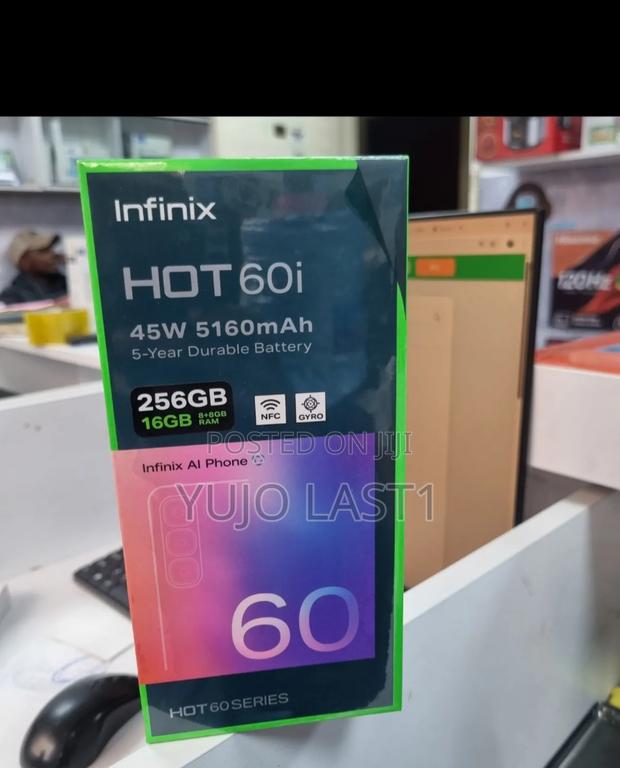 Infinix
HOT 60i
45W 5160mAh
5-Year Durable Battery
256GB
16GB 8+8GB RAM
NFC
GYRO
POSTED ON JIJI
Infinix AI Phone
YUJO LAST1
60
HOT 60 SERIES
120Hz